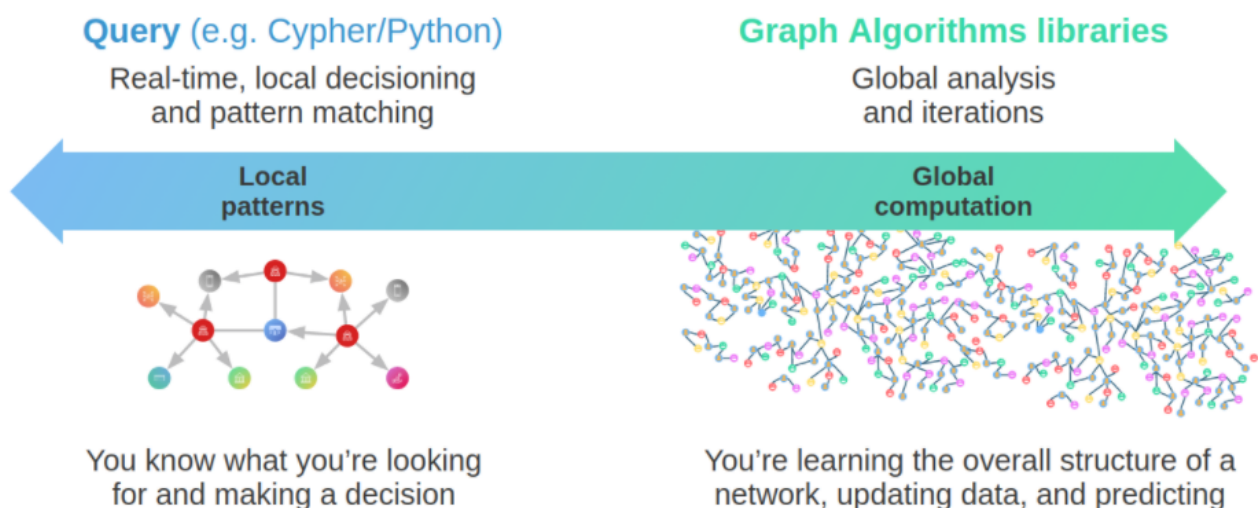 Query (e.g. Cypher/Python)
Real-time, local decisioning
and pattern matching
Graph Algorithms libraries
Global analysis
and iterations
Local
patterns
Global
computation
You know what you’re looking
for and making a decision
You’re learning the overall structure of a
network, updating data, and predicting